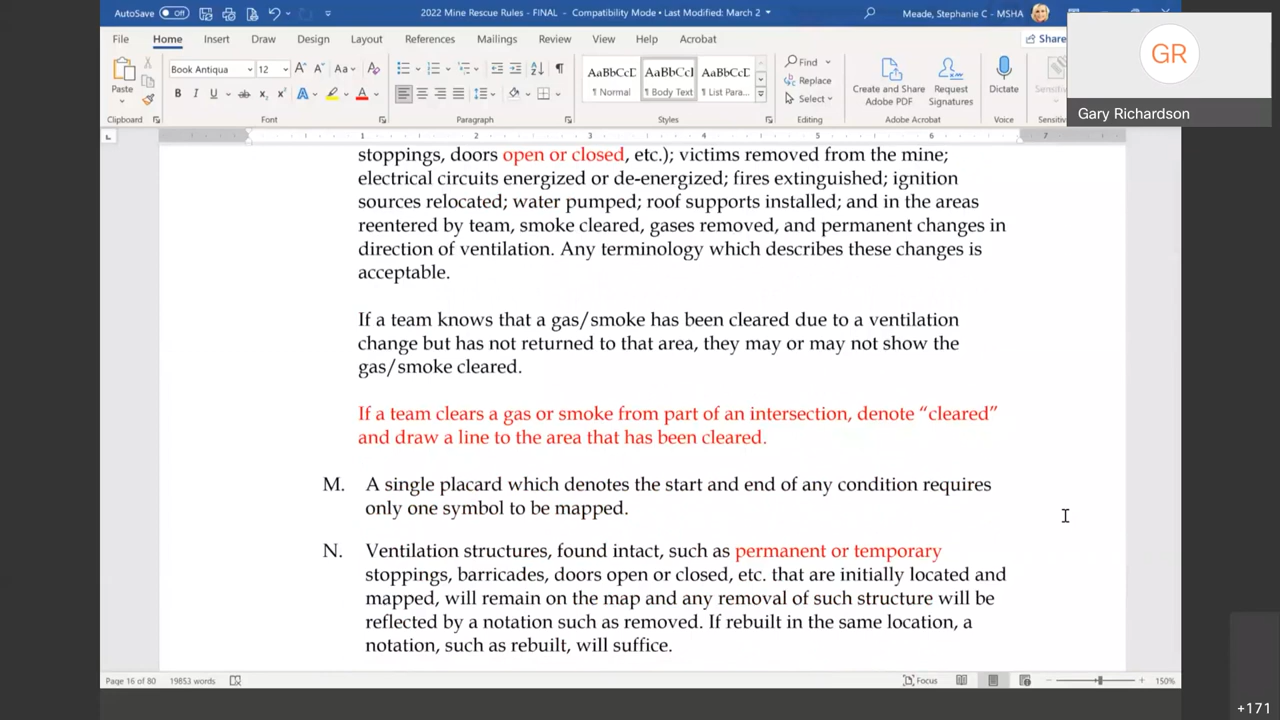 AutoSave Off 2022 Mine Rescue Rules - FINAL - Compatibility Mode • Last Modified: March 2 Meade, Stephanie C - MSHA
File Home Insert Draw Design Layout References Mailings Review View Help Acrobat Share
Paste
Clipboard
Book Antiqua 12
Font
Paragraph
AaBbCcD AaBbCcI AaBbCcD
¶ Normal ¶ Body Text ¶ List Para...
Styles
Find
Replace
Select
Editing
Create and Share Adobe PDF
Request Signatures
Adobe Acrobat
Dictate
Voice
GR
Gary Richardson
1 1 2 3 4 5 6 7
stoppings, doors open or closed, etc.); victims removed from the mine;
electrical circuits energized or de-energized; fires extinguished; ignition
sources relocated; water pumped; roof supports installed; and in the areas
reentered by team, smoke cleared, gases removed, and permanent changes in
direction of ventilation. Any terminology which describes these changes is
acceptable.
If a team knows that a gas/smoke has been cleared due to a ventilation
change but has not returned to that area, they may or may not show the
gas/smoke cleared.
If a team clears a gas or smoke from part of an intersection, denote “cleared”
and draw a line to the area that has been cleared.
M. A single placard which denotes the start and end of any condition requires
only one symbol to be mapped.
N. Ventilation structures, found intact, such as permanent or temporary
stoppings, barricades, doors open or closed, etc. that are initially located and
mapped, will remain on the map and any removal of such structure will be
reflected by a notation such as removed. If rebuilt in the same location, a
notation, such as rebuilt, will suffice.
Page 16 of 80 19853 words Focus 150%
+171